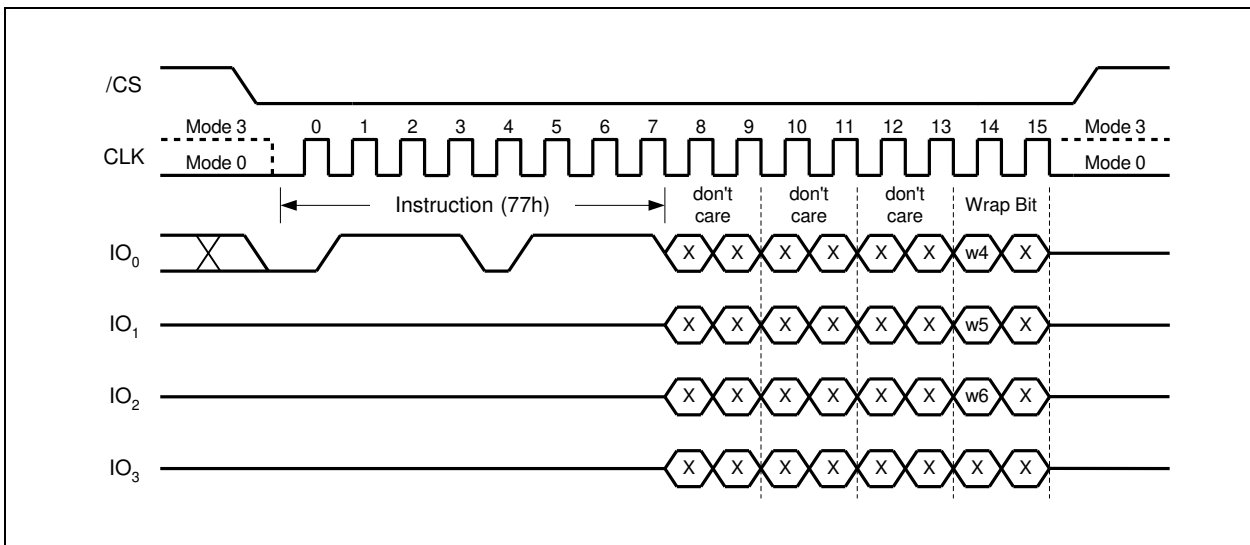 /CS
Mode 3 0 1 2 3 4 5 6 7 8 9 10 11 12 13 14 15 Mode 3
CLK
Mode 0 Mode 0
Instruction (77h) don't care don't care don't care Wrap Bit
IO0 X X X X X X w4 X
IO1 X X X X X X w5 X
IO2 X X X X X X w6 X
IO3 X X X X X X X X